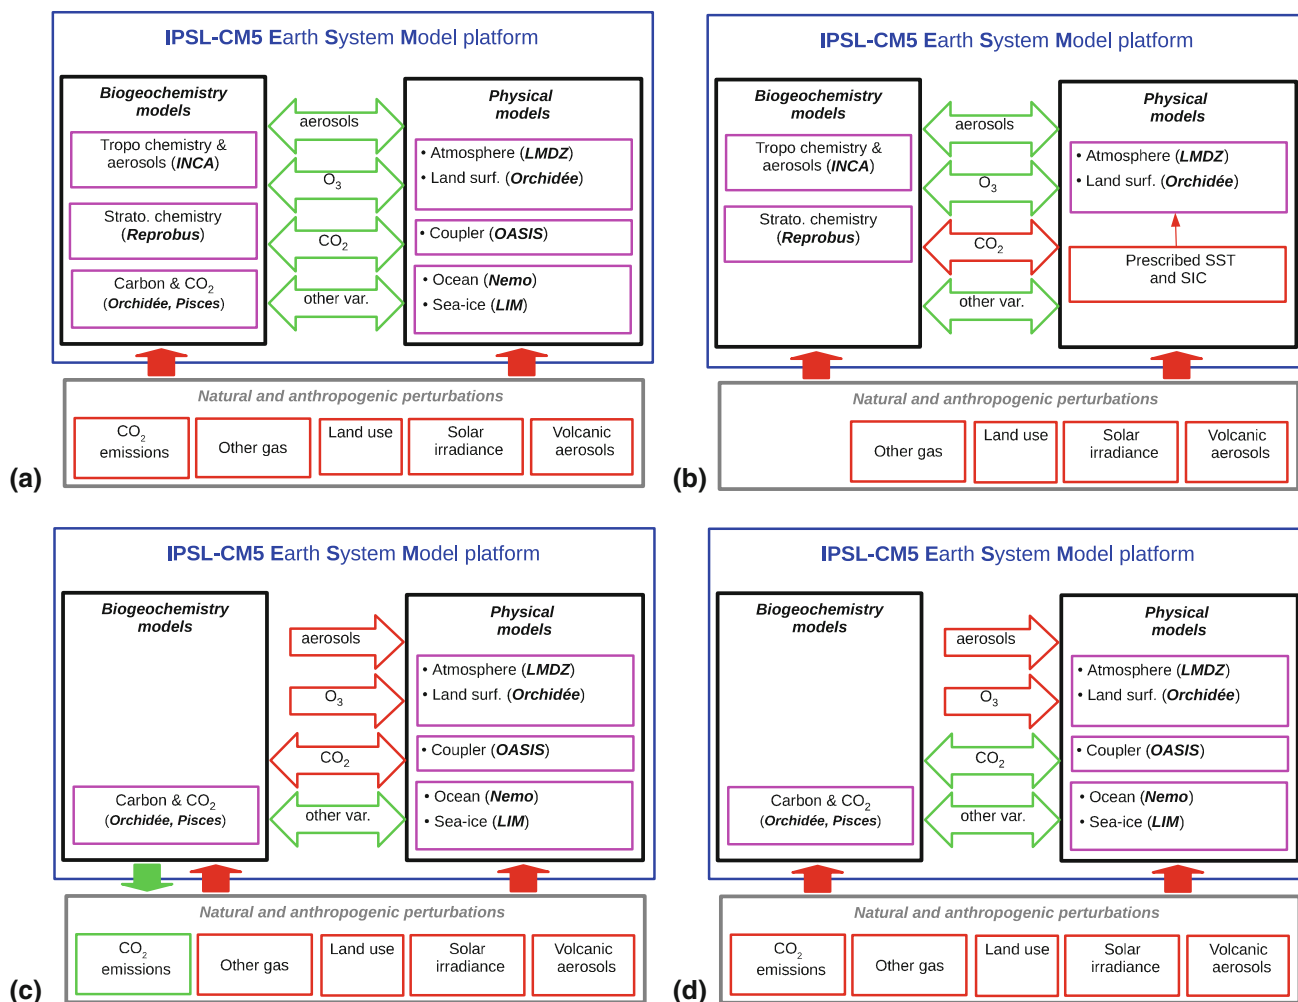 IPSL-CM5 Earth System Model platform
Biogeochemistry
models
Tropo chemistry &
aerosols (INCA)
Strato. chemistry
(Reprobus)
Carbon & CO2
(Orchidée, Pisces)
aerosols
O3
CO2
other var.
Physical
models
• Atmosphere (LMDZ)
• Land surf. (Orchidée)
• Coupler (OASIS)
• Ocean (Nemo)
• Sea-ice (LIM)
Natural and anthropogenic perturbations
CO2
emissions
Other gas
Land use
Solar
irradiance
Volcanic
aerosols
(a)
IPSL-CM5 Earth System Model platform
Biogeochemistry
models
Tropo chemistry &
aerosols (INCA)
Strato. chemistry
(Reprobus)
aerosols
O3
CO2
other var.
Physical
models
• Atmosphere (LMDZ)
• Land surf. (Orchidée)
Prescribed SST
and SIC
Natural and anthropogenic perturbations
Other gas
Land use
Solar
irradiance
Volcanic
aerosols
(b)
IPSL-CM5 Earth System Model platform
Biogeochemistry
models
Carbon & CO2
(Orchidée, Pisces)
aerosols
O3
CO2
other var.
Physical
models
• Atmosphere (LMDZ)
• Land surf. (Orchidée)
• Coupler (OASIS)
• Ocean (Nemo)
• Sea-ice (LIM)
Natural and anthropogenic perturbations
CO2
emissions
Other gas
Land use
Solar
irradiance
Volcanic
aerosols
(c)
IPSL-CM5 Earth System Model platform
Biogeochemistry
models
Carbon & CO2
(Orchidée, Pisces)
aerosols
O3
CO2
other var.
Physical
models
• Atmosphere (LMDZ)
• Land surf. (Orchidée)
• Coupler (OASIS)
• Ocean (Nemo)
• Sea-ice (LIM)
Natural and anthropogenic perturbations
CO2
emissions
Other gas
Land use
Solar
irradiance
Volcanic
aerosols
(d)